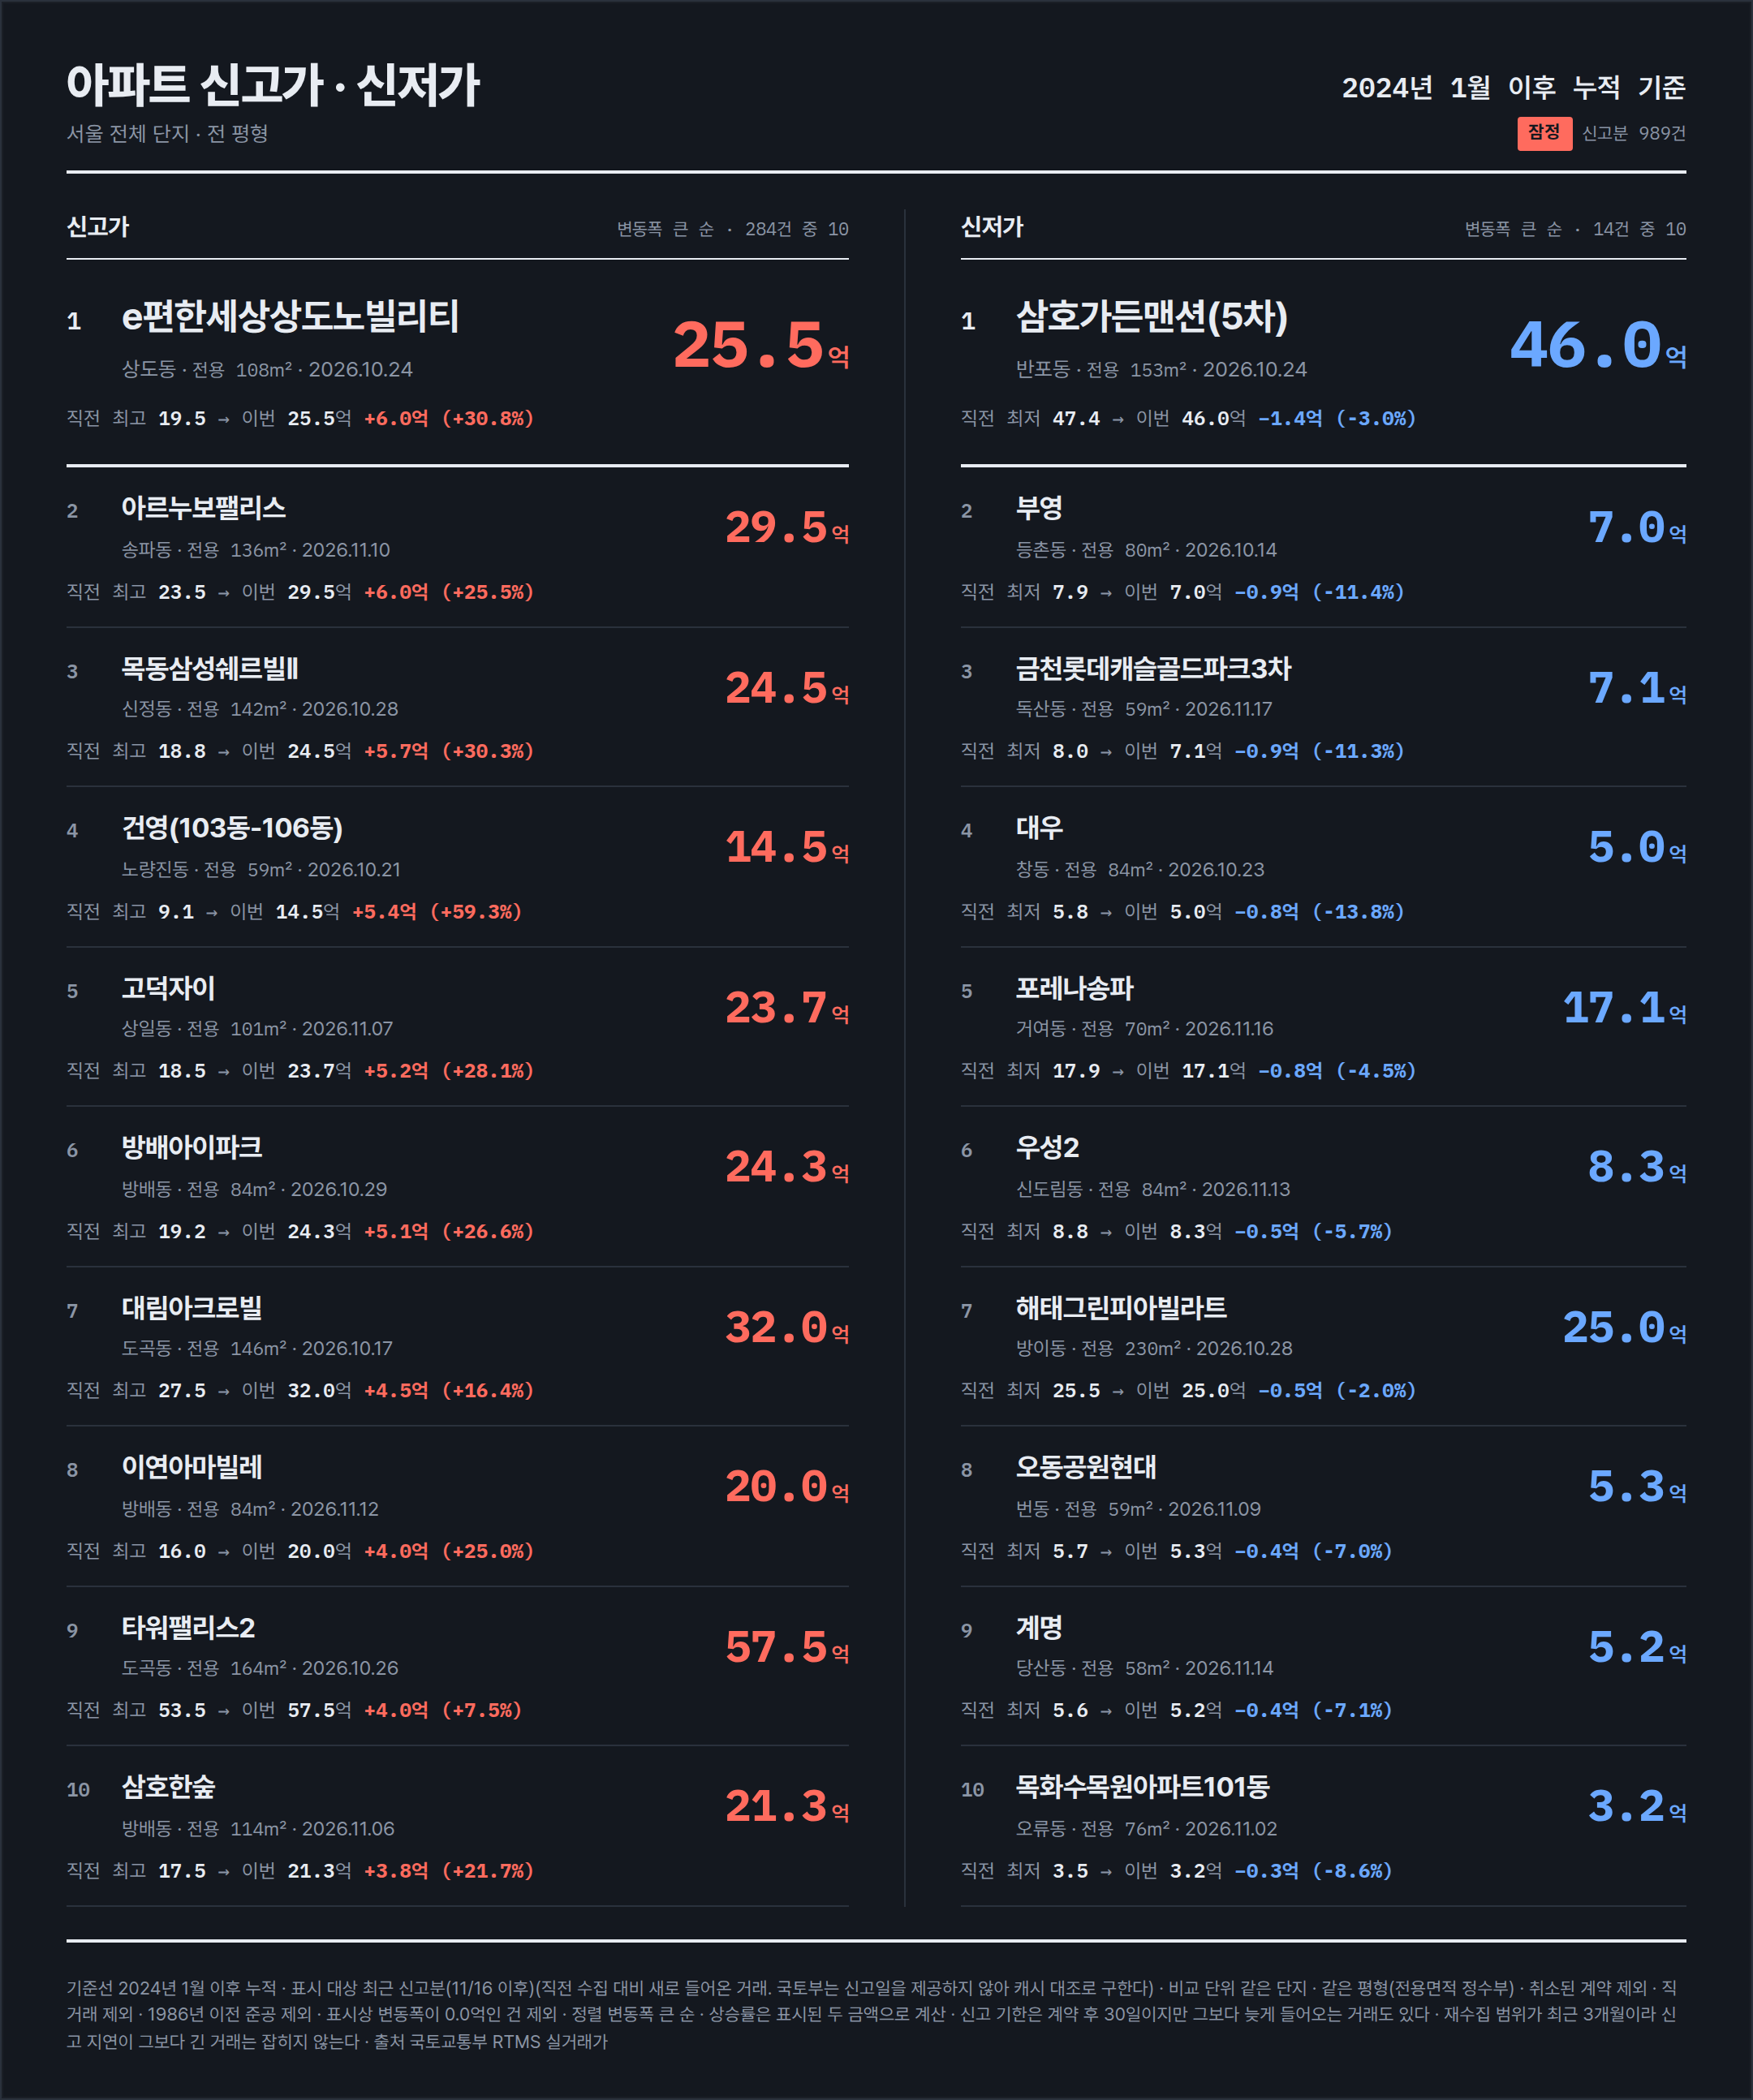 아파트 신고가 · 신저가
2024년 1월 이후 누적 기준
서울 전체 단지 · 전 평형
잠정 신고분 989건
신고가
변동폭 큰 순 · 284건 중 10
1 e편한세상상도노빌리티
25.5억
상도동 · 전용 108m² · 2026.10.24
직전 최고 19.5 → 이번 25.5억 +6.0억 (+30.8%)
2 아르누보팰리스
29.5억
송파동 · 전용 136m² · 2026.11.10
직전 최고 23.5 → 이번 29.5억 +6.0억 (+25.5%)
3 목동삼성쉐르빌Ⅱ
24.5억
신정동 · 전용 142m² · 2026.10.28
직전 최고 18.8 → 이번 24.5억 +5.7억 (+30.3%)
4 건영(103동-106동)
14.5억
노량진동 · 전용 59m² · 2026.10.21
직전 최고 9.1 → 이번 14.5억 +5.4억 (+59.3%)
5 고덕자이
23.7억
상일동 · 전용 101m² · 2026.11.07
직전 최고 18.5 → 이번 23.7억 +5.2억 (+28.1%)
6 방배아이파크
24.3억
방배동 · 전용 84m² · 2026.10.29
직전 최고 19.2 → 이번 24.3억 +5.1억 (+26.6%)
7 대림아크로빌
32.0억
도곡동 · 전용 146m² · 2026.10.17
직전 최고 27.5 → 이번 32.0억 +4.5억 (+16.4%)
8 이연아마빌레
20.0억
방배동 · 전용 84m² · 2026.11.12
직전 최고 16.0 → 이번 20.0억 +4.0억 (+25.0%)
9 타워팰리스2
57.5억
도곡동 · 전용 164m² · 2026.10.26
직전 최고 53.5 → 이번 57.5억 +4.0억 (+7.5%)
10 삼호한숲
21.3억
방배동 · 전용 114m² · 2026.11.06
직전 최고 17.5 → 이번 21.3억 +3.8억 (+21.7%)
신저가
변동폭 큰 순 · 14건 중 10
1 삼호가든맨션(5차)
46.0억
반포동 · 전용 153m² · 2026.10.24
직전 최저 47.4 → 이번 46.0억 −1.4억 (-3.0%)
2 부영
7.0억
등촌동 · 전용 80m² · 2026.10.14
직전 최저 7.9 → 이번 7.0억 −0.9억 (-11.4%)
3 금천롯데캐슬골드파크3차
7.1억
독산동 · 전용 59m² · 2026.11.17
직전 최저 8.0 → 이번 7.1억 −0.9억 (-11.3%)
4 대우
5.0억
창동 · 전용 84m² · 2026.10.23
직전 최저 5.8 → 이번 5.0억 −0.8억 (-13.8%)
5 포레나송파
17.1억
거여동 · 전용 70m² · 2026.11.16
직전 최저 17.9 → 이번 17.1억 −0.8억 (-4.5%)
6 우성2
8.3억
신도림동 · 전용 84m² · 2026.11.13
직전 최저 8.8 → 이번 8.3억 −0.5억 (-5.7%)
7 해태그린피아빌라트
25.0억
방이동 · 전용 230m² · 2026.10.28
직전 최저 25.5 → 이번 25.0억 −0.5억 (-2.0%)
8 오동공원현대
5.3억
번동 · 전용 59m² · 2026.11.09
직전 최저 5.7 → 이번 5.3억 −0.4억 (-7.0%)
9 계명
5.2억
당산동 · 전용 58m² · 2026.11.14
직전 최저 5.6 → 이번 5.2억 −0.4억 (-7.1%)
10 목화수목원아파트101동
3.2억
오류동 · 전용 76m² · 2026.11.02
직전 최저 3.5 → 이번 3.2억 −0.3억 (-8.6%)
기준선 2024년 1월 이후 누적 · 표시 대상 최근 신고분(11/16 이후)(직전 수집 대비 새로 들어온 거래. 국토부는 신고일을 제공하지 않아 캐시 대조로 구한다) · 비교 단위 같은 단지 · 같은 평형(전용면적 정수부) · 취소된 계약 제외 · 직
거래 제외 · 1986년 이전 준공 제외 · 표시상 변동폭이 0.0억인 건 제외 · 정렬 변동폭 큰 순 · 상승률은 표시된 두 금액으로 계산 · 신고 기한은 계약 후 30일이지만 그보다 늦게 들어오는 거래도 있다 · 재수집 범위가 최근 3개월이라 신
고 지연이 그보다 긴 거래는 잡히지 않는다 · 출처 국토교통부 RTMS 실거래가